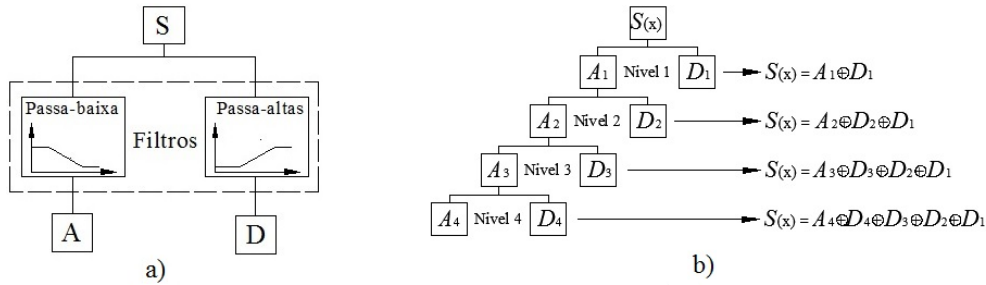 S
Passa-baixa
Passa-altas
Filtros
A
D
a)
S(x)
A1 Nivel 1 D1 S(x) = A1⊕D1
A2 Nivel 2 D2 S(x) = A2⊕D2⊕D1
A3 Nivel 3 D3 S(x) = A3⊕D3⊕D2⊕D1
A4 Nivel 4 D4 S(x) = A4⊕D4⊕D3⊕D2⊕D1
b)